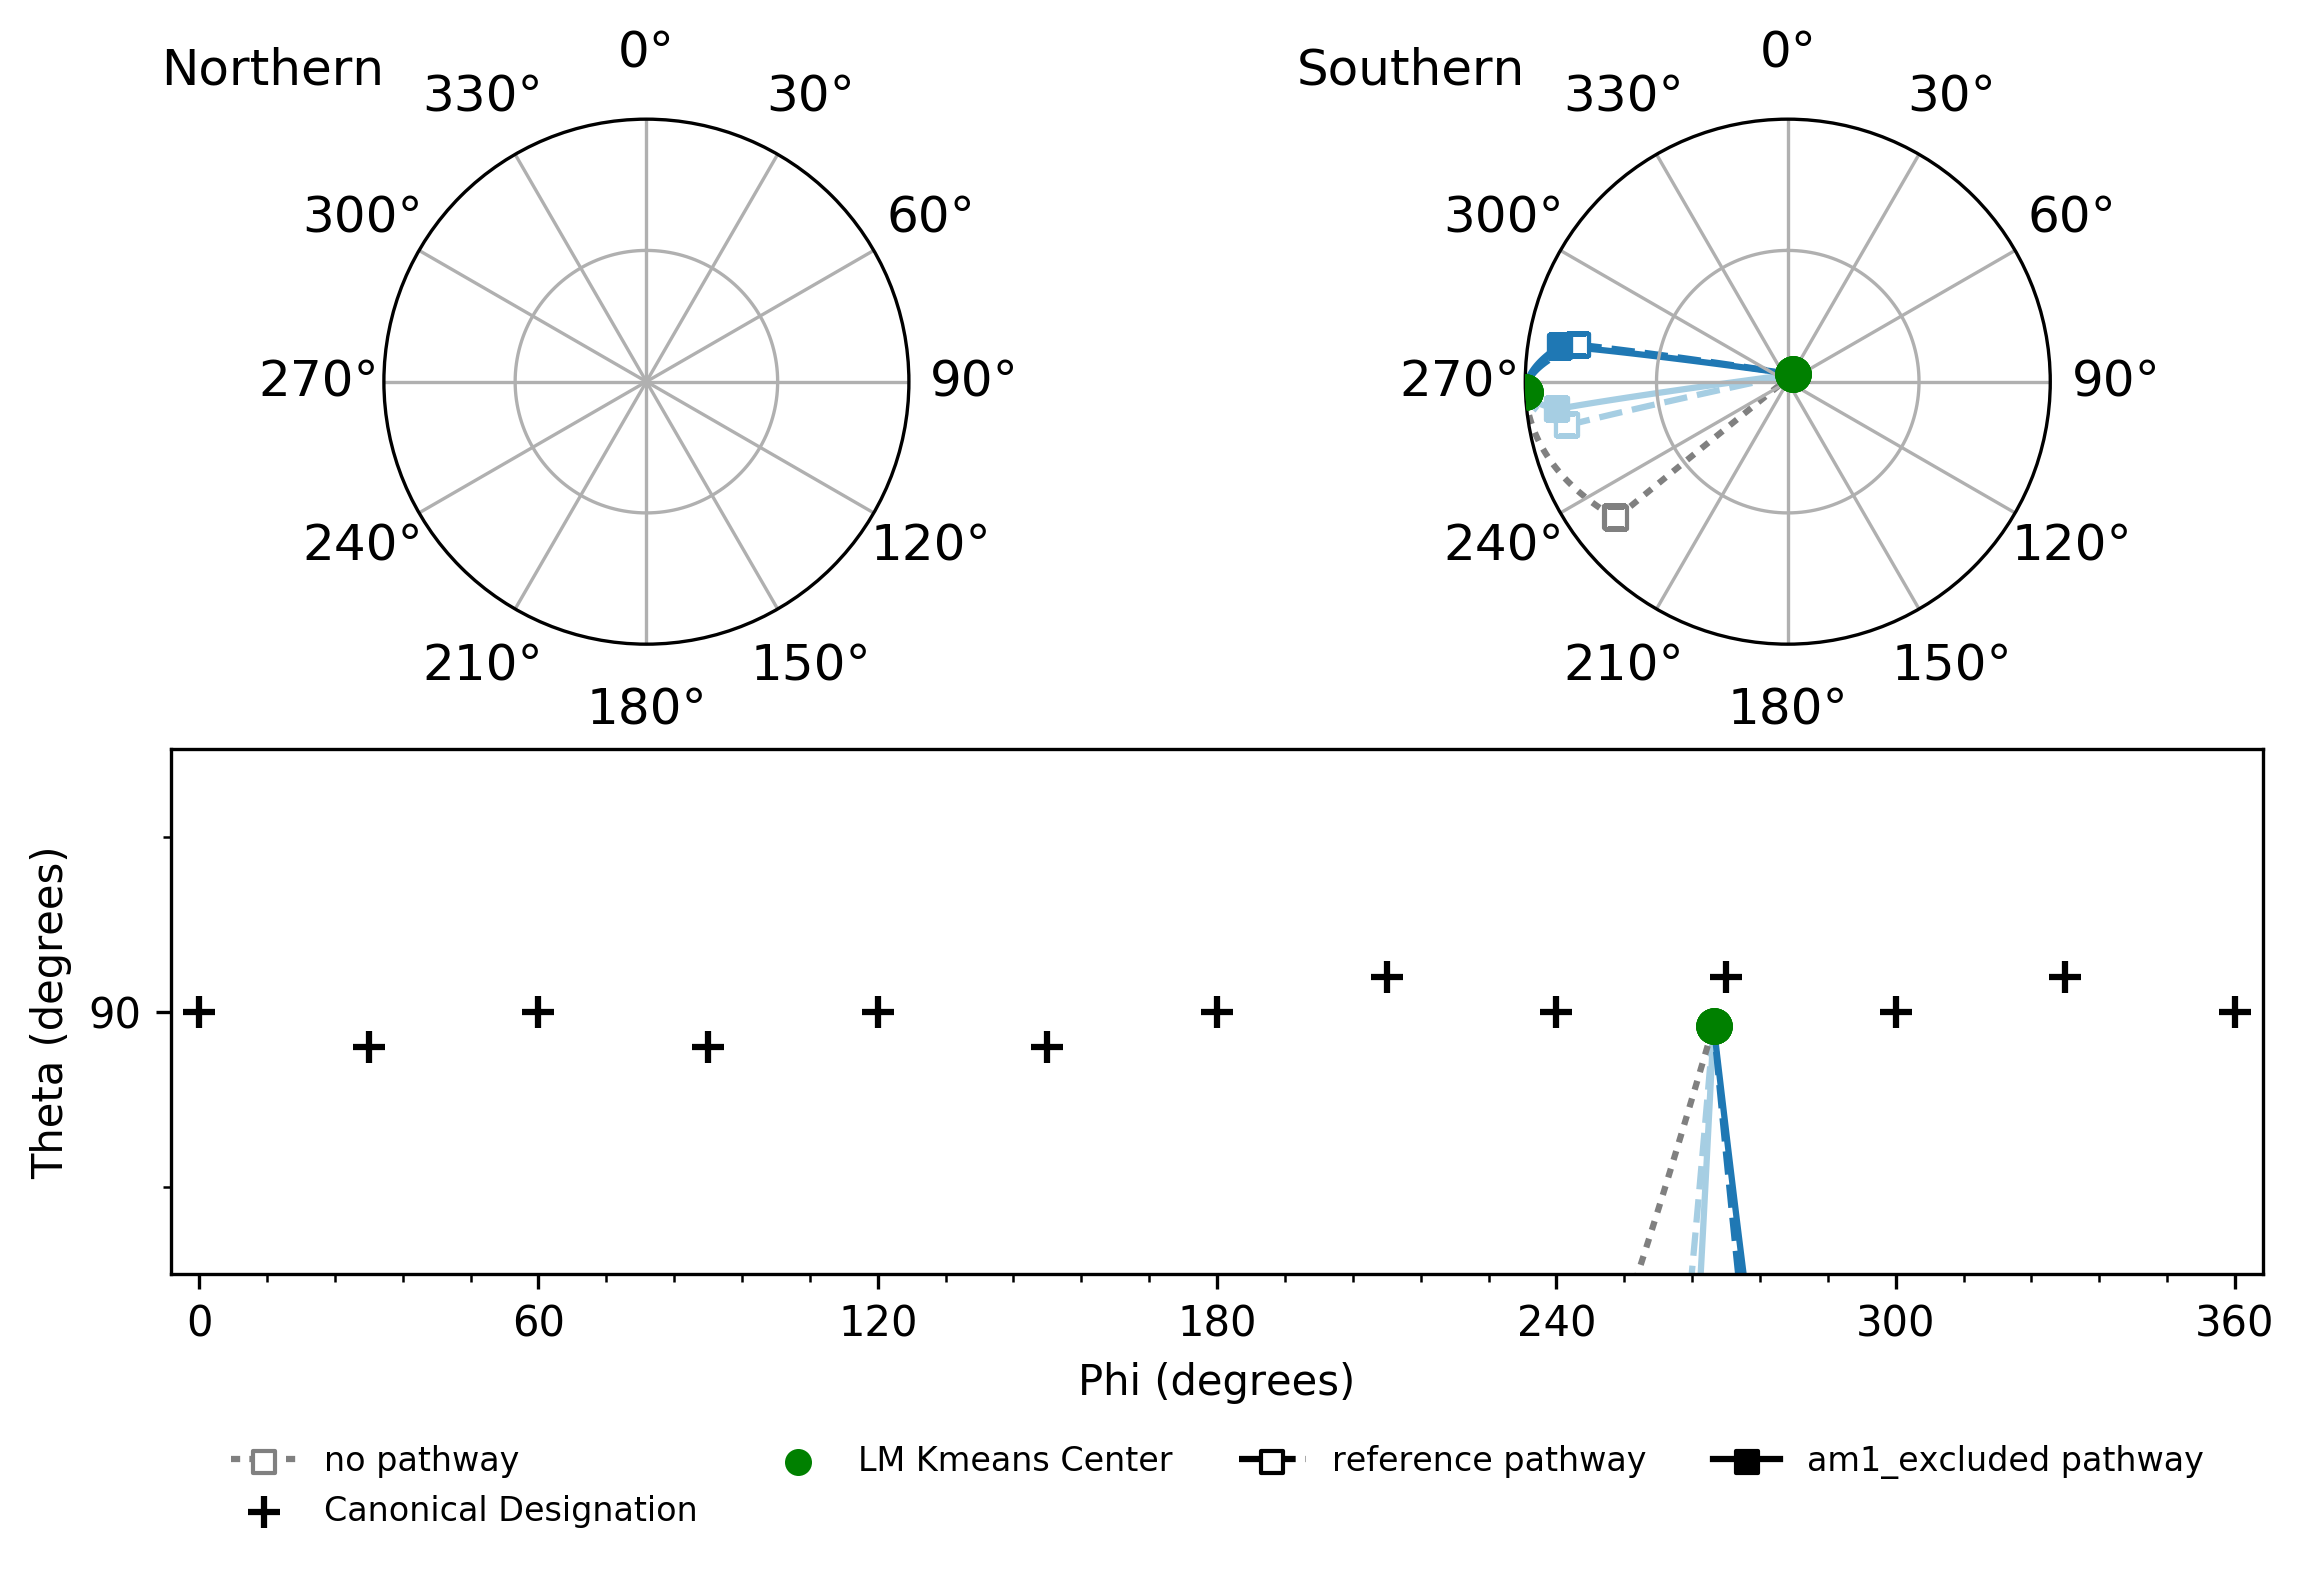 Northern
0°
330°
30°
300°
60°
270°
90°
240°
120°
210°
150°
180°
Southern
0°
330°
30°
300°
60°
270°
90°
240°
120°
210°
150°
180°
Theta (degrees)
90
0 60 120 180 240 300 360
Phi (degrees)
no pathway
Canonical Designation
LM Kmeans Center
reference pathway
am1_excluded pathway